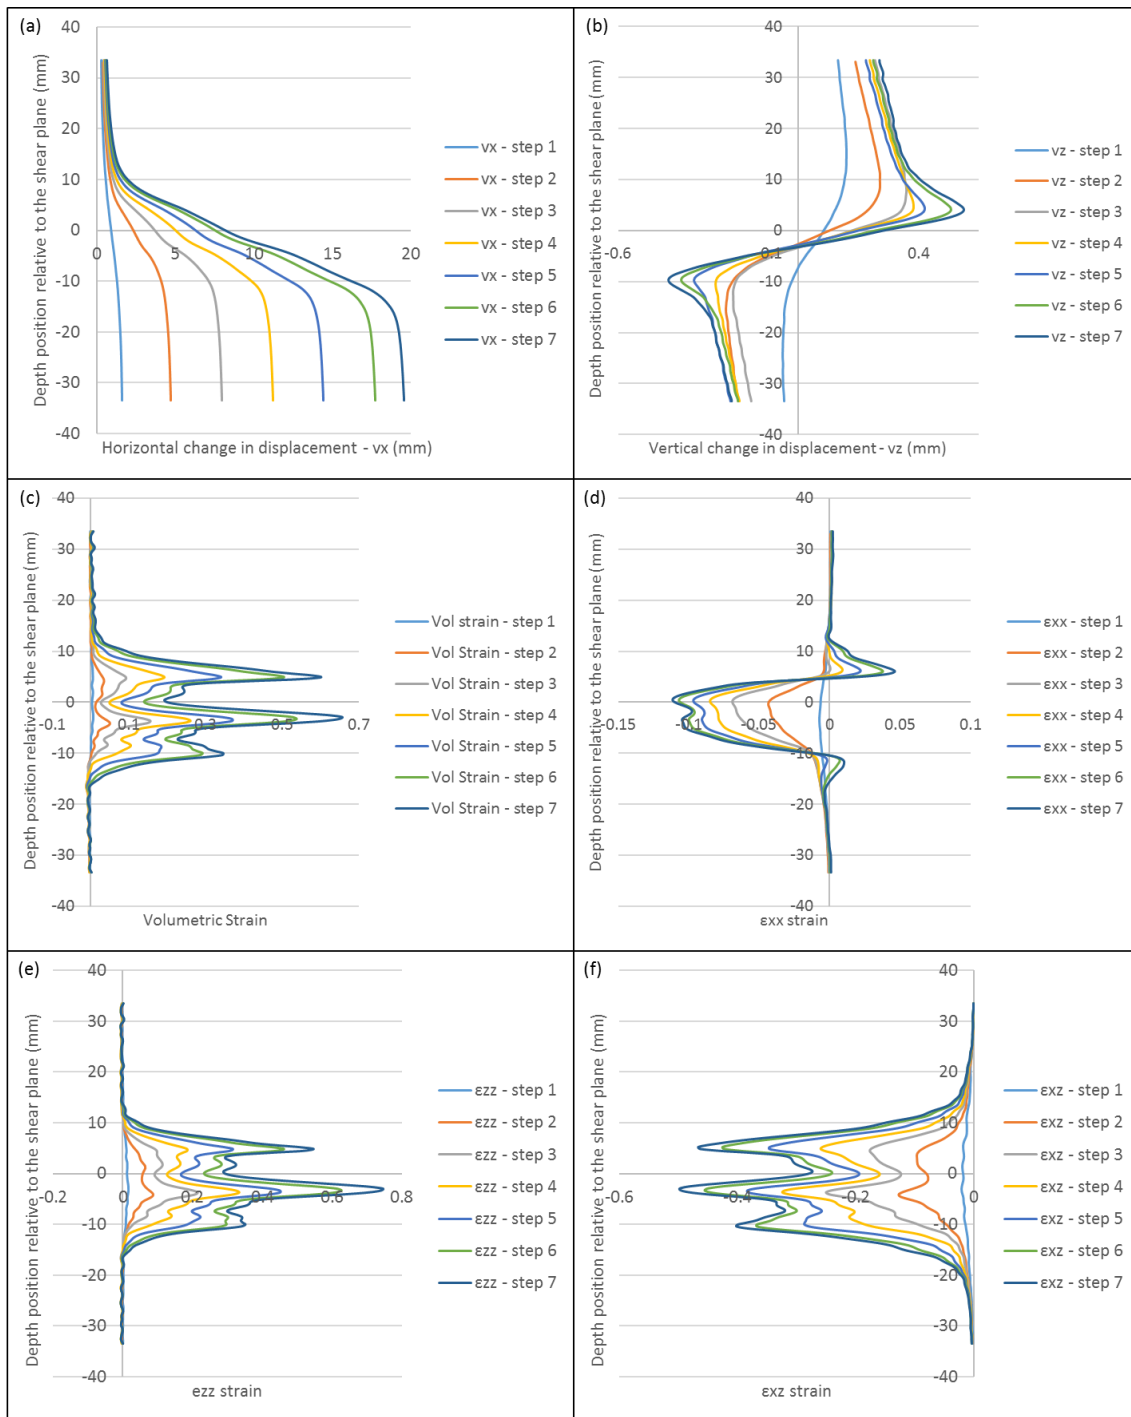 (a)
Depth position relative to the shear plane (mm)
40
30
20
10
0
-10
-20
-30
-40
0
5
10
15
20
Horizontal change in displacement - vx (mm)
vx - step 1
vx - step 2
vx - step 3
vx - step 4
vx - step 5
vx - step 6
vx - step 7
(b)
Depth position relative to the shear plane (mm)
40
30
20
10
0
-10
-20
-30
-40
-0.6
-0.1
0.4
Vertical change in displacement - vz (mm)
vz - step 1
vz - step 2
vz - step 3
vz - step 4
vz - step 5
vz - step 6
vz - step 7
(c)
Depth position relative to the shear plane (mm)
40
30
20
10
0
-10
-20
-30
-40
-0.1
0.1
0.3
0.5
0.7
Volumetric Strain
Vol strain - step 1
Vol Strain - step 2
Vol Strain - step 3
Vol Strain - step 4
Vol Strain - step 5
Vol Strain - step 6
Vol Strain - step 7
(d)
Depth position relative to the shear plane (mm)
40
30
20
10
0
-10
-20
-30
-40
-0.15
-0.1
-0.05
0
0.05
0.1
εxx strain
εxx - step 1
εxx - step 2
εxx - step 3
εxx - step 4
εxx - step 5
εxx - step 6
εxx - step 7
(e)
Depth position relative to the shear plane (mm)
40
30
20
10
0
-10
-20
-30
-40
-0.2
0
0.2
0.4
0.6
0.8
ezz strain
εzz - step 1
εzz - step 2
εzz - step 3
εzz - step 4
εzz - step 5
εzz - step 6
εzz - step 7
(f)
Depth position relative to the shear plane (mm)
40
30
20
10
0
-10
-20
-30
-40
-0.6
-0.4
-0.2
0
εxz strain
εxz - step 1
εxz - step 2
εxz - step 3
εxz - step 4
εxz - step 5
εxz - step 6
εxz - step 7